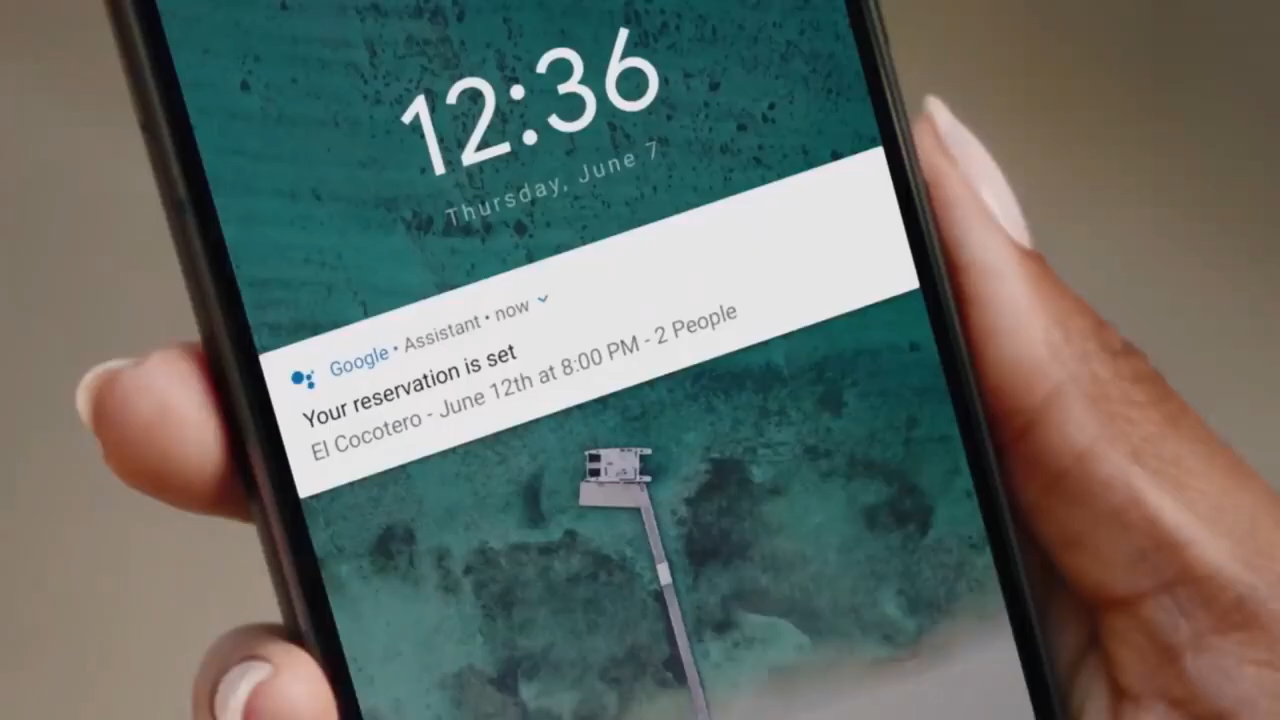 12:36
Thursday, June 7
Google • Assistant • now
Your reservation is set
El Cocotero - June 12th at 8:00 PM - 2 People